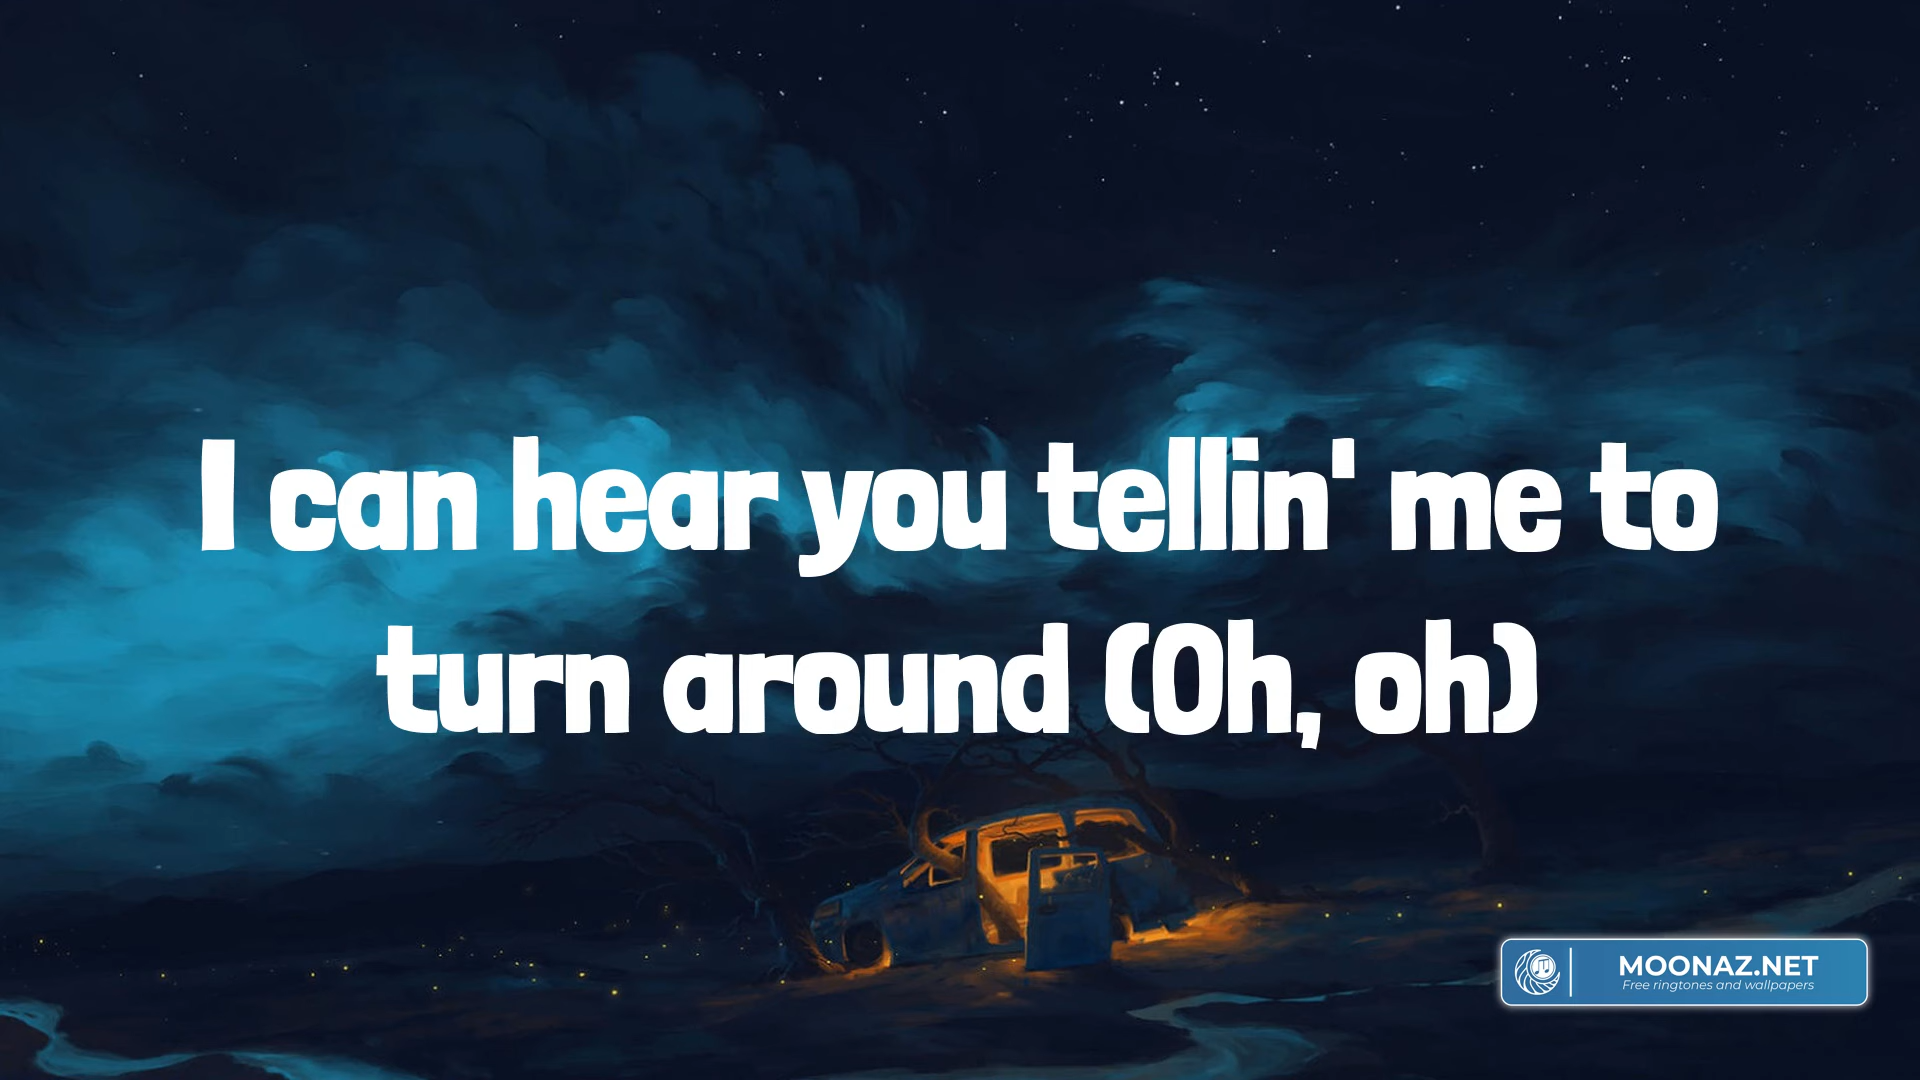 I can hear you tellin' me to
turn around (Oh, oh)
MOONAZ.NET
Free ringtones and wallpapers